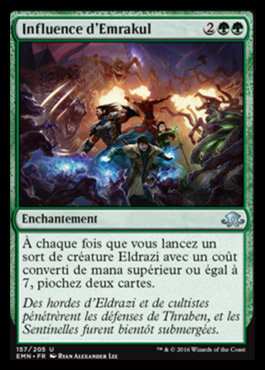 Influence d'Emrakul 2
Enchantement
À chaque fois que vous lancez un
sort de créature Eldrazi avec un coût
converti de mana supérieur ou égal à
7, piochez deux cartes.
Des hordes d'Eldrazi et de cultistes
pénétrèrent les défenses de Thraben, et les
Sentinelles furent bientôt submergées.
157/205 U
EMN • FR Ryan Alexander Lee
™ & © 2016 Wizards of the Coast